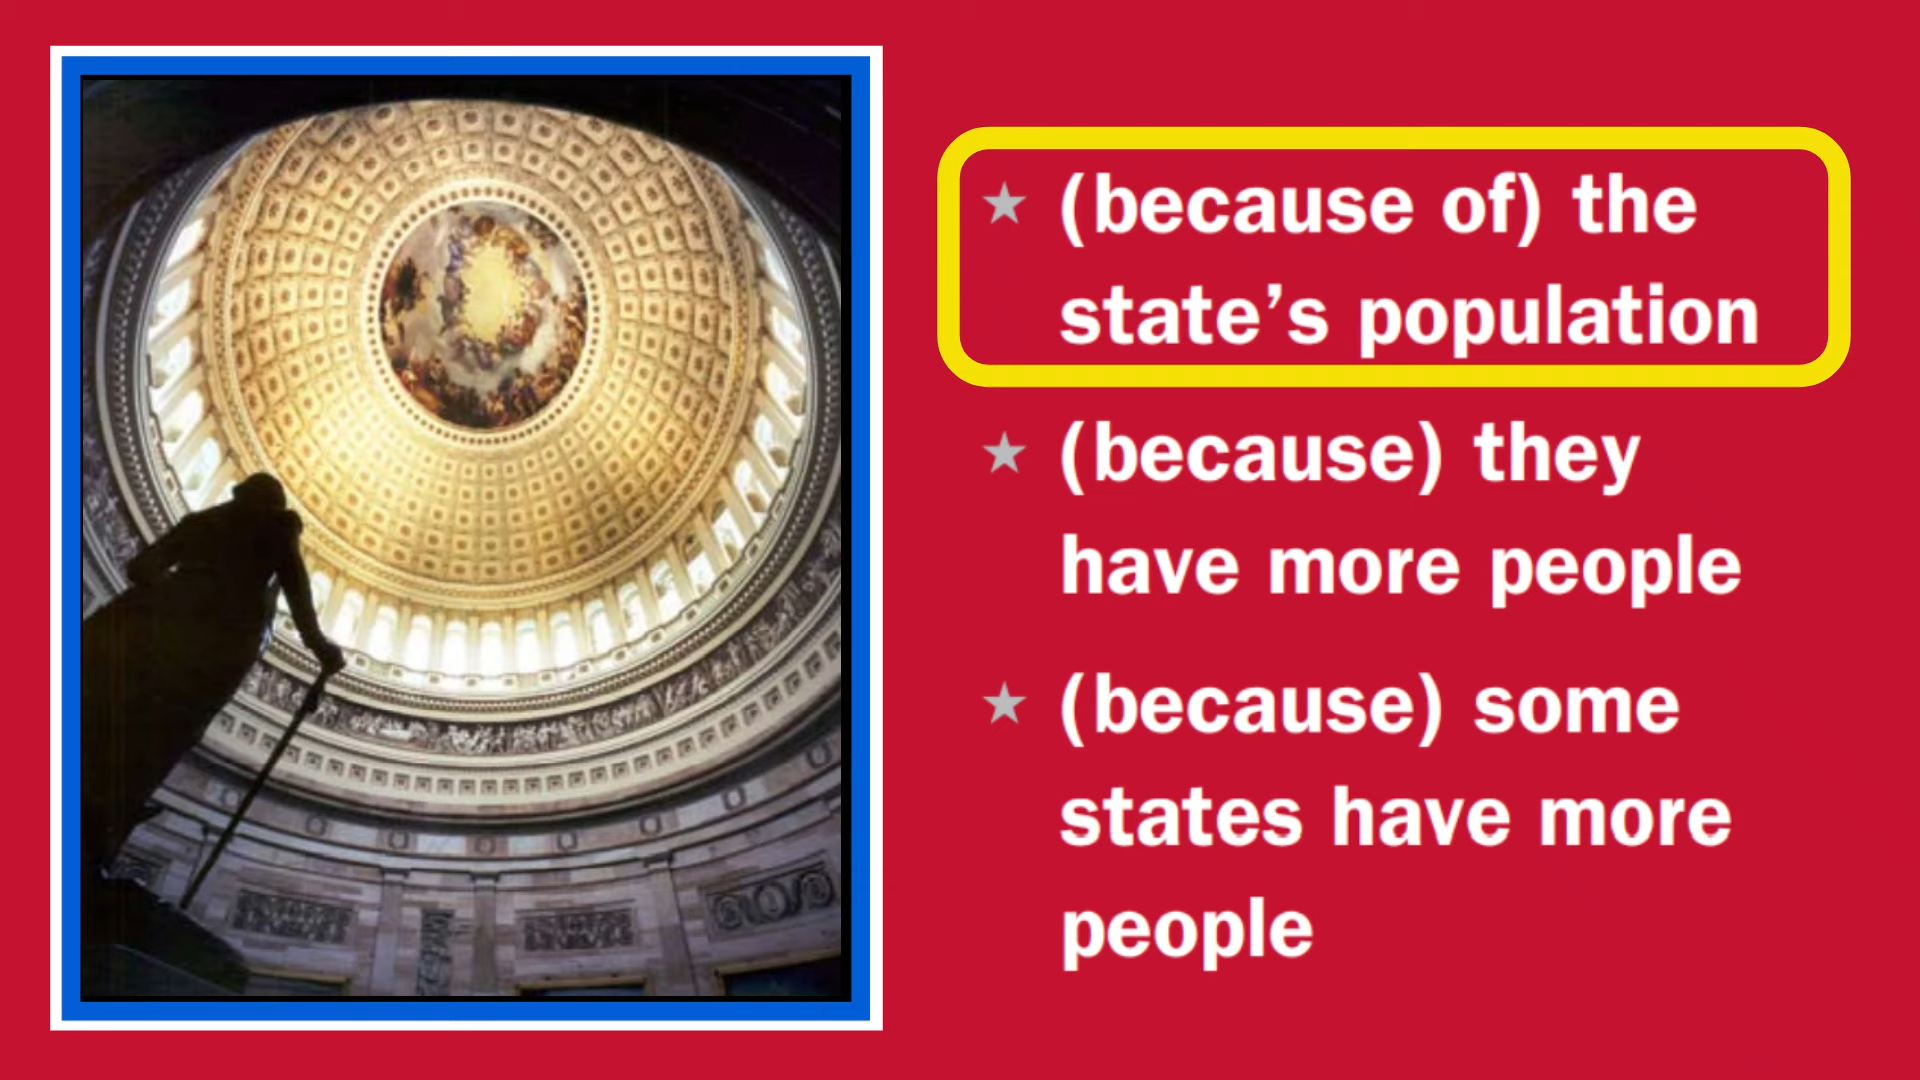 (because of) the
state’s population
(because) they
have more people
(because) some
states have more
people